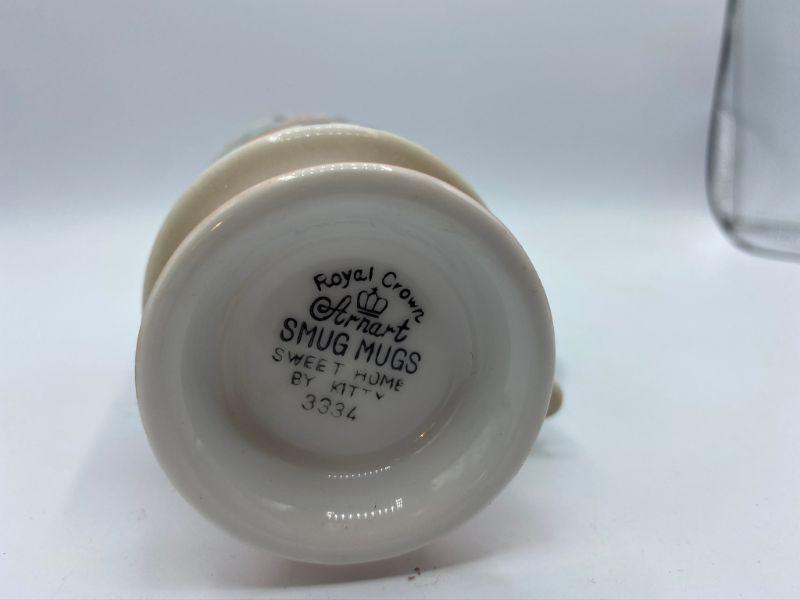 Royal Crown
Arnart
SMUG MUGS
SWEET HOME
BY KITTY
3334